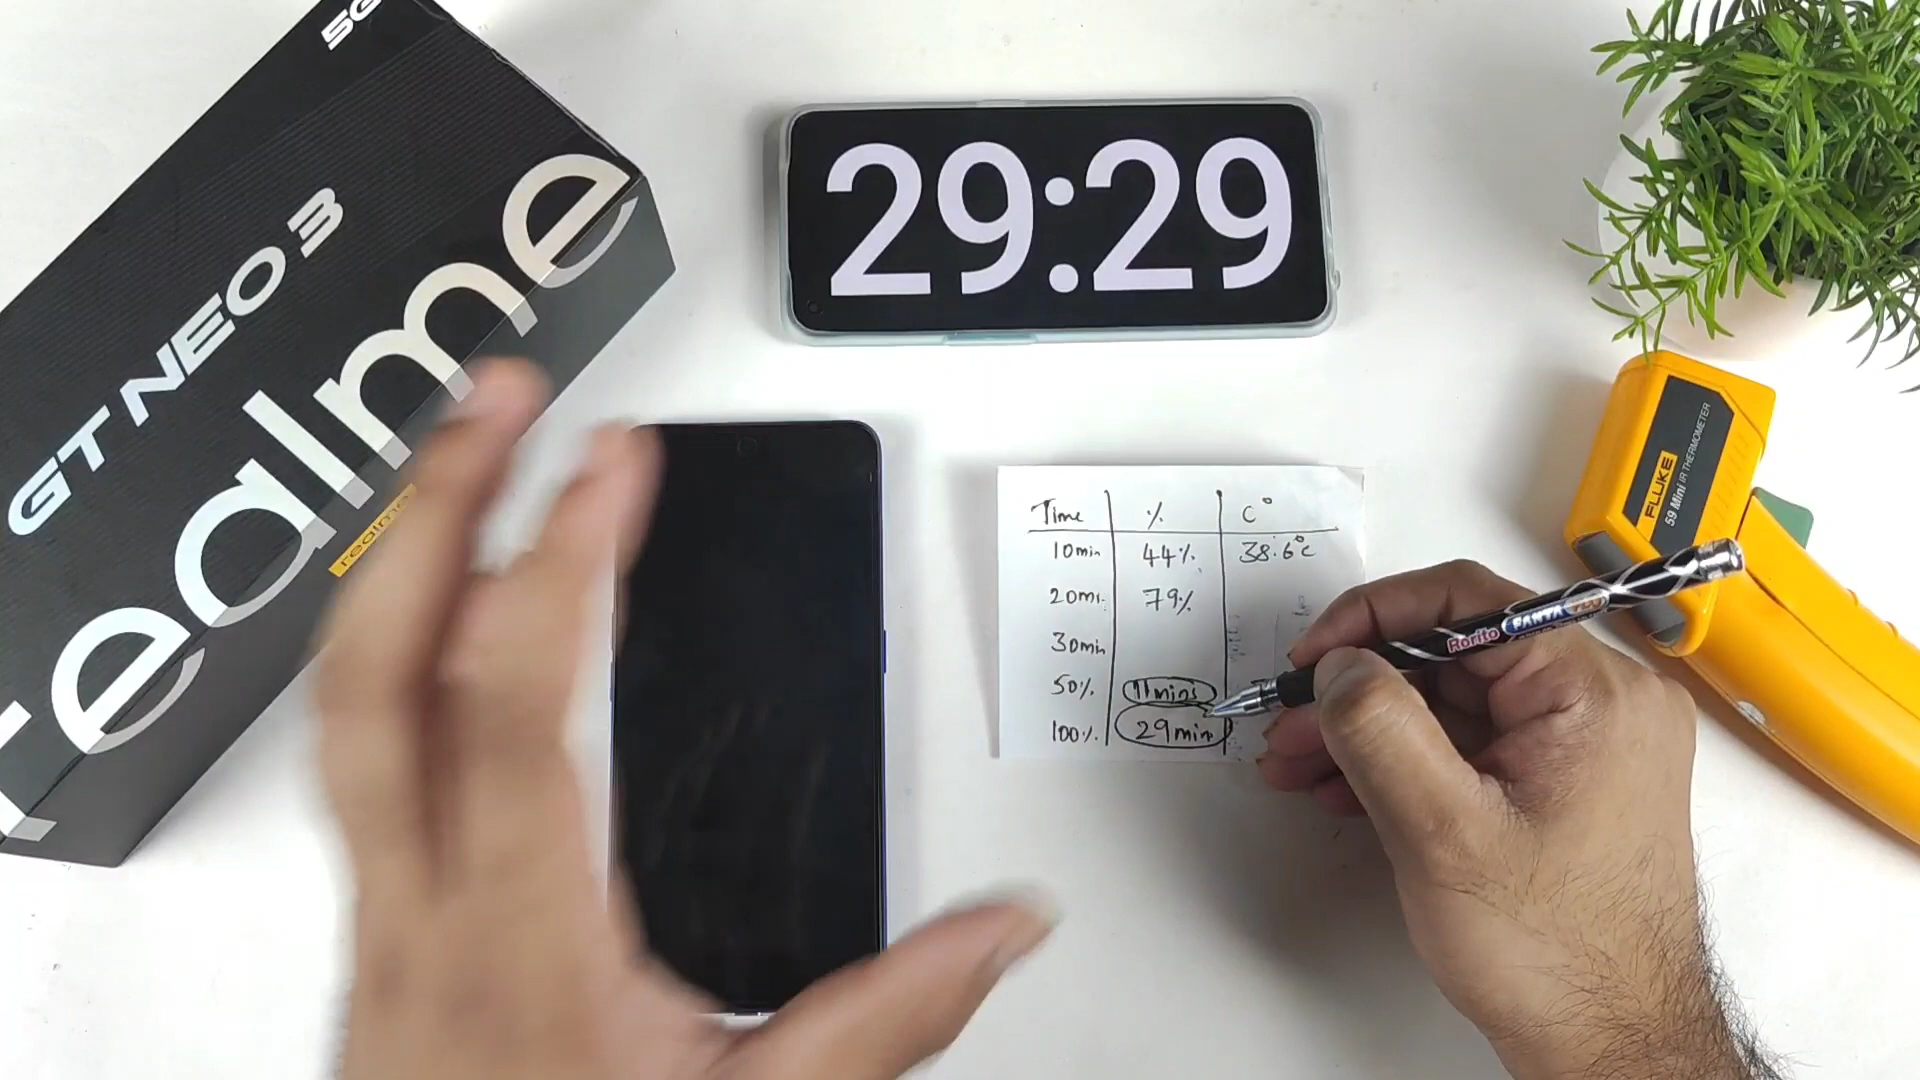 5G
GT NEO 3
realme
realme
29:29
FLUKE
59 Mini IR THERMOMETER
Time % C°
10min 44% 38.6°C
20min 79%
30min
50% 11mins
100% 29min
Rorito FANTA